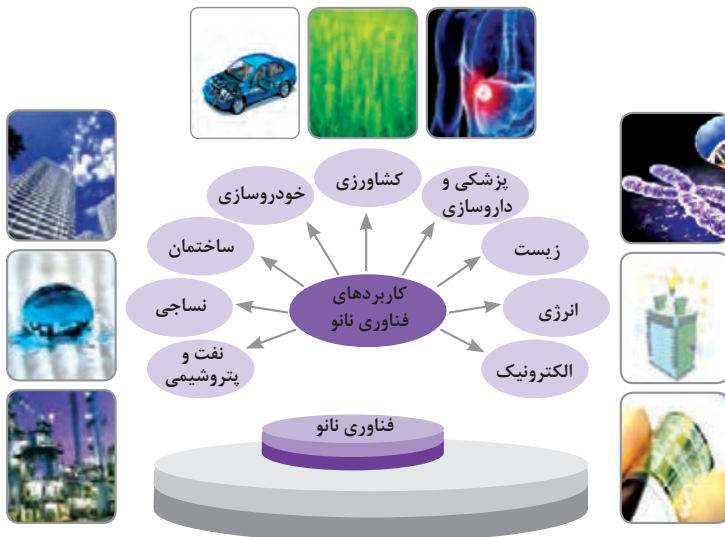 کشاورزی
پزشکی و
داروسازی
خودروسازی
زیست
ساختمان
انرژی
نساجی
الکترونیک
نفت و
پتروشیمی
کاربردهای
فناوری نانو
فناوری نانو